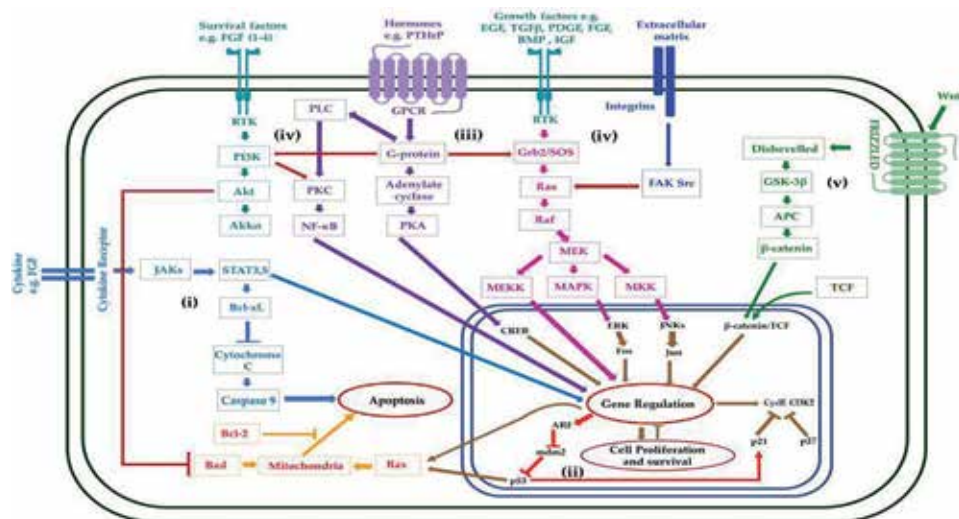 Survival factors
e.g. FGF (1-4)
Hormones
e.g. PTHrP
Growth factors e.g.
EGF, TGFβ, PDGF, FGF,
BMP, IGF
Extracellular
matrix
Wnt
FRIZZLED
Integrins
RTK
GPCR
RTK
PLC
(iv)
(iii)
(iv)
(v)
PI3K
G-protein
Grb2/SOS
Dishevelled
GSK-3β
Akt
PKC
Adenylate
cyclase
Ras
FAK Src
APC
Akkα
NF-κB
PKA
Raf
β-catenin
MEK
Cytokine
e.g. FGF
Cytokine Receptor
JAKs
STAT3,5
MEKK
MAPK
MKK
TCF
(i)
Bcl-xL
CREB
ERK
JNKs
β-catenin/TCF
Fos
Jun
Cytochrome
C
Caspase 9
Apoptosis
Gene Regulation
CyclE CDK2
Bcl-2
ARF
mdm2
p21
p27
Cell Proliferation
and survival
Bad
Mitochondria
p53
(ii)